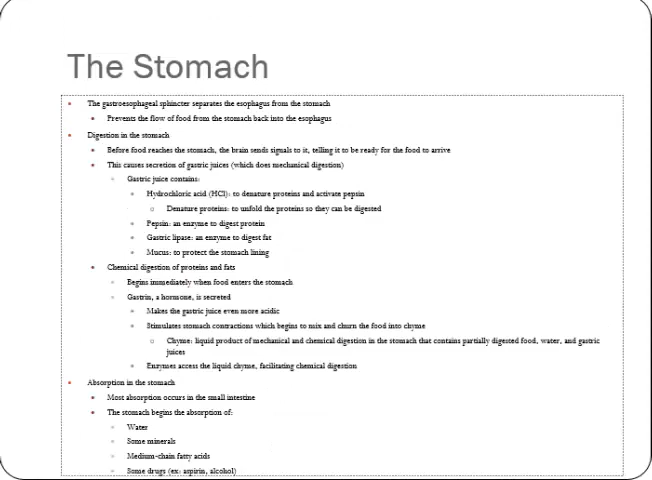 The Stomach
The gastroesophageal sphincter separates the esophagus from the stomach
Prevents the flow of food from the stomach back into the esophagus
Digestion in the stomach
Before food reaches the stomach, the brain sends signals to it, telling it to be ready for the food to arrive
This causes secretion of gastric juices (which does mechanical digestion)
Gastric juice contains:
Hydrochloric acid (HCl): to denature proteins and activate pepsin
Denature proteins: to unfold the proteins so they can be digested
Pepsin: an enzyme to digest protein
Gastric lipase: an enzyme to digest fat
Mucus: to protect the stomach lining
Chemical digestion of proteins and fats
Begins immediately when food enters the stomach
Gastrin, a hormone, is secreted
Makes the gastric juice even more acidic
Stimulates stomach contractions which begins to mix and churn the food into chyme
Chyme: liquid product of mechanical and chemical digestion in the stomach that contains partially digested food, water, and gastric
juices
Enzymes access the liquid chyme, facilitating chemical digestion
Absorption in the stomach
Most absorption occurs in the small intestine
The stomach begins the absorption of:
Water
Some minerals
Medium-chain fatty acids
Some drugs (ex: aspirin, alcohol)